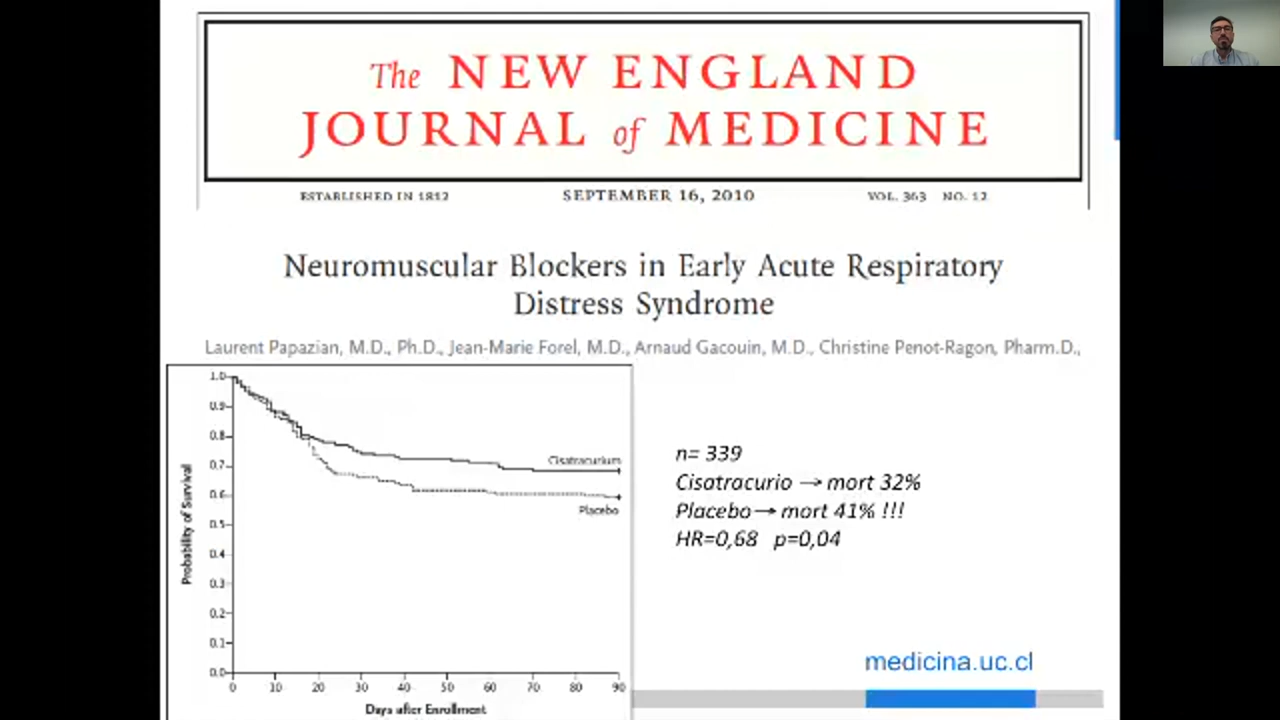 The NEW ENGLAND
JOURNAL of MEDICINE
ESTABLISHED IN 1812 SEPTEMBER 16, 2010 VOL. 363 NO. 12
Neuromuscular Blockers in Early Acute Respiratory
Distress Syndrome
Laurent Papazian, M.D., Ph.D., Jean-Marie Forel, M.D., Arnaud Gacouin, M.D., Christine Penot-Ragon, Pharm.D.,
Probability of Survival
1.0
0.9
0.8
0.7
0.6
0.5
0.4
0.3
0.2
0.1
0.0
Cisatracurium
Placebo
0 10 20 30 40 50 60 70 80 90
Days after Enrollment
n= 339
Cisatracurio → mort 32%
Placebo → mort 41% !!!
HR=0,68 p=0,04
medicina.uc.cl